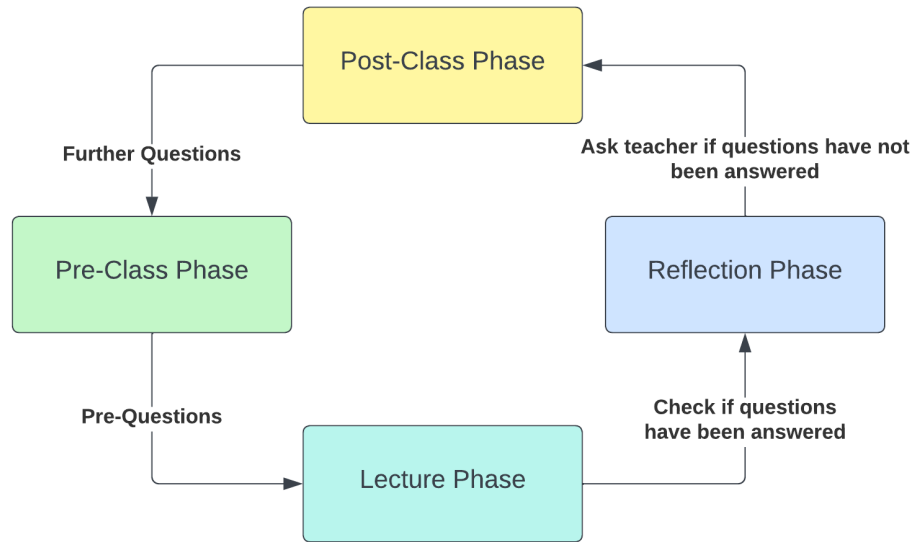 Post-Class Phase
Further Questions
Ask teacher if questions have not
been answered
Pre-Class Phase
Reflection Phase
Pre-Questions
Check if questions
have been answered
Lecture Phase